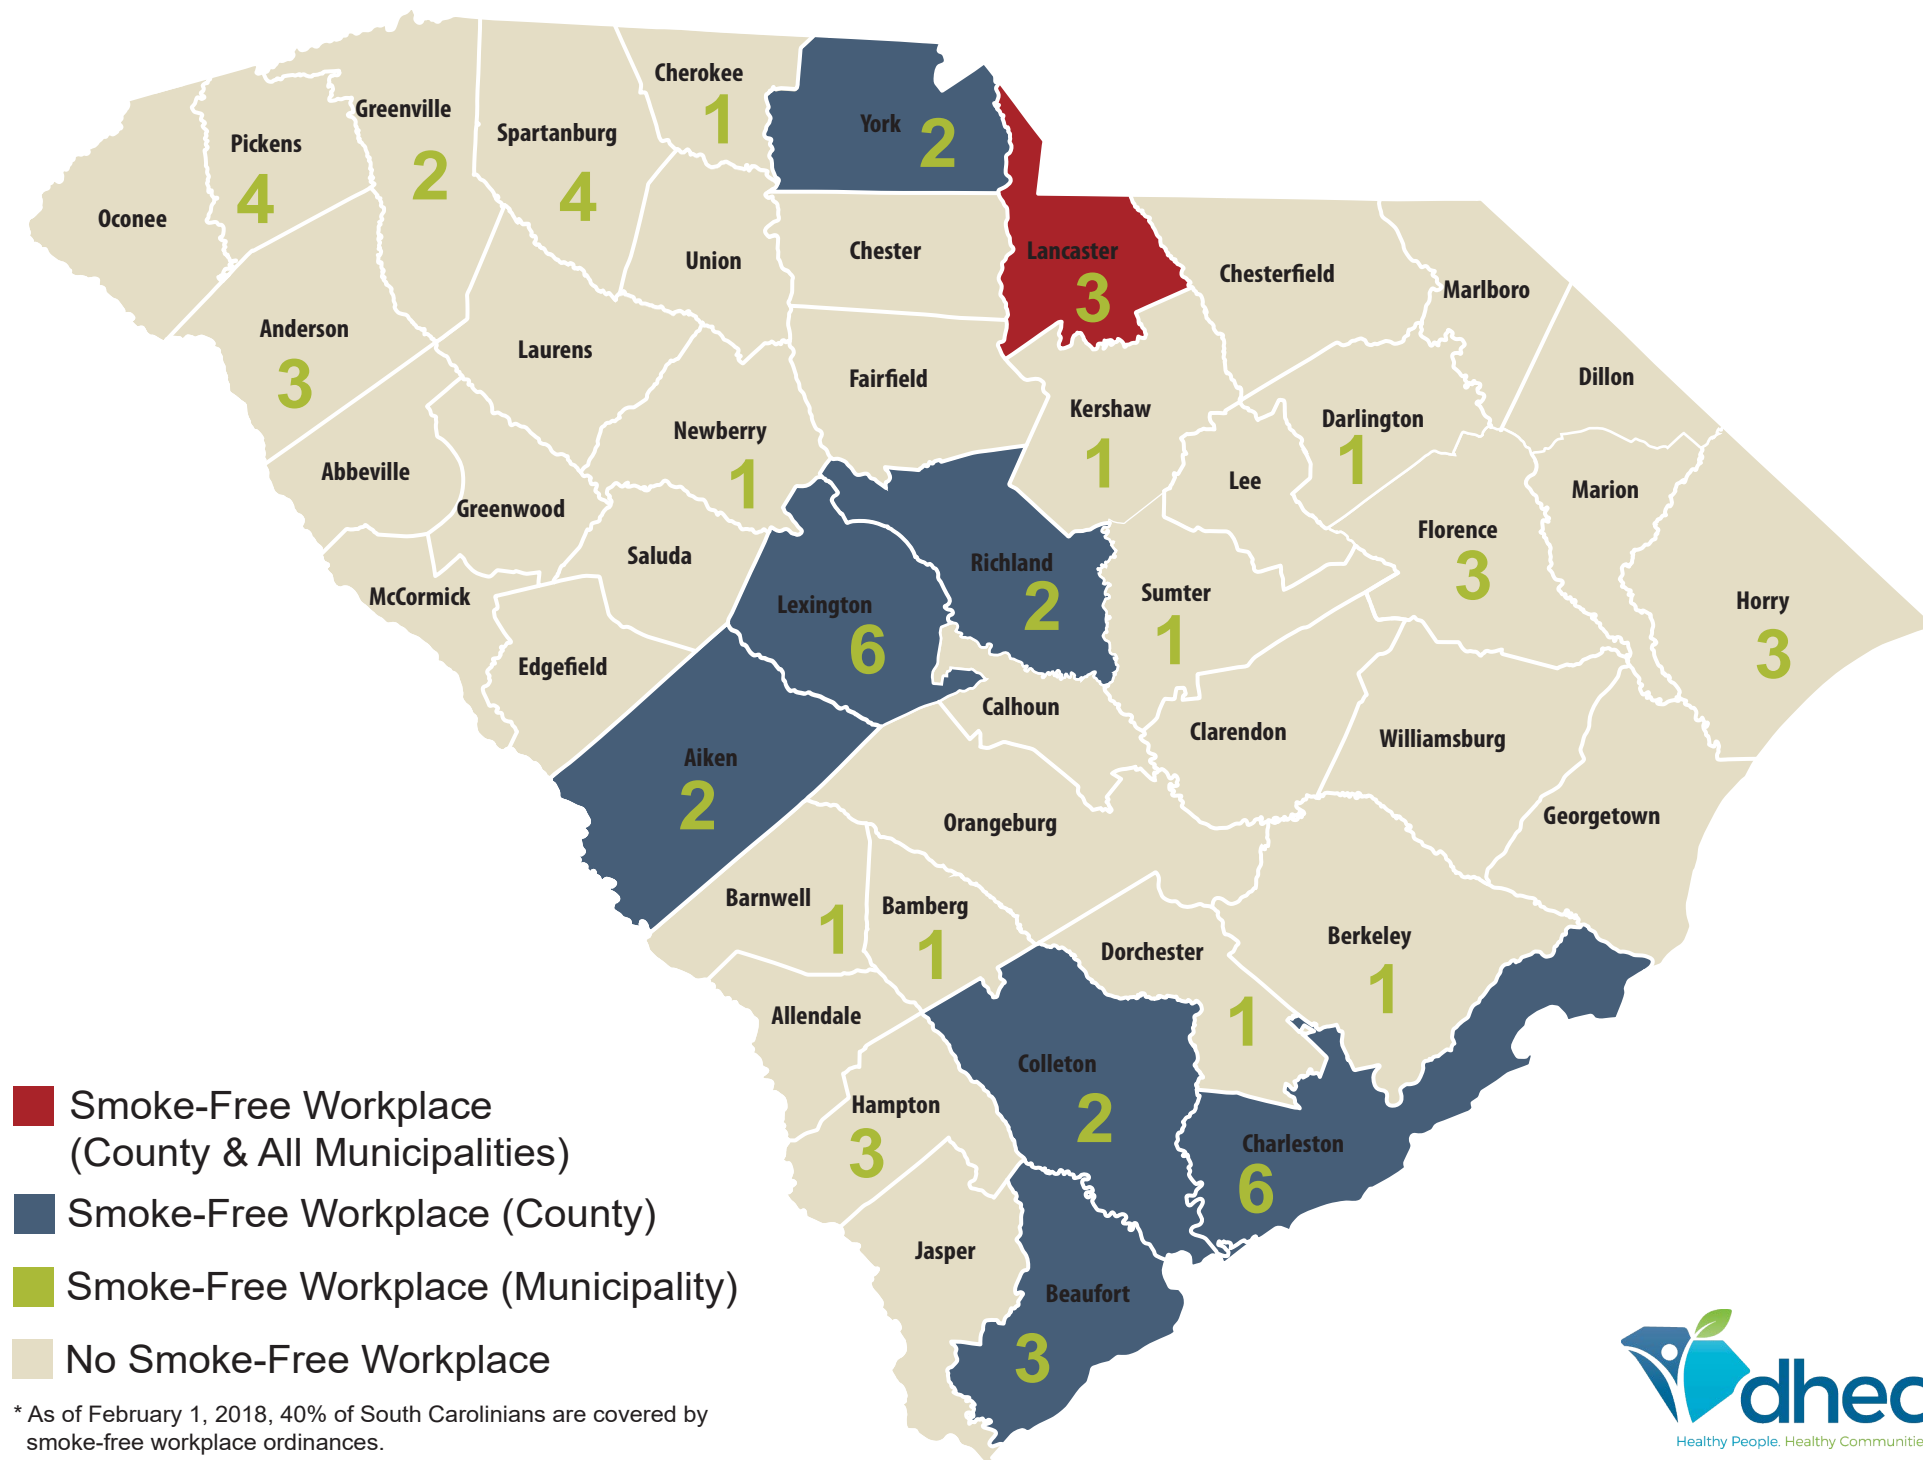 Cherokee
1
York
2
Greenville
2
Spartanburg
4
Pickens
4
Oconee
Union
Chester
Lancaster
3
Chesterfield
Marlboro
Anderson
3
Laurens
Fairfield
Dillon
Kershaw
1
Darlington
1
Newberry
1
Abbeville
Greenwood
Lee
Marion
Florence
3
Saluda
Richland
2
McCormick
Lexington
6
Sumter
1
Horry
3
Edgefield
Calhoun
Clarendon
Williamsburg
Aiken
2
Orangeburg
Georgetown
Barnwell
1
Bamberg
1
Dorchester
1
Berkeley
1
Allendale
Colleton
2
Hampton
3
Charleston
6
Jasper
Beaufort
3
Smoke-Free Workplace
(County & All Municipalities)
Smoke-Free Workplace (County)
Smoke-Free Workplace (Municipality)
No Smoke-Free Workplace
* As of February 1, 2018, 40% of South Carolinians are covered by
smoke-free workplace ordinances.
dhec
Healthy People. Healthy Communitie